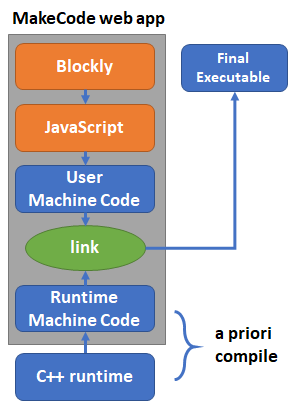 MakeCode web app
Blockly
JavaScript
User
Machine Code
link
Runtime
Machine Code
C++ runtime
Final
Executable
a priori
compile